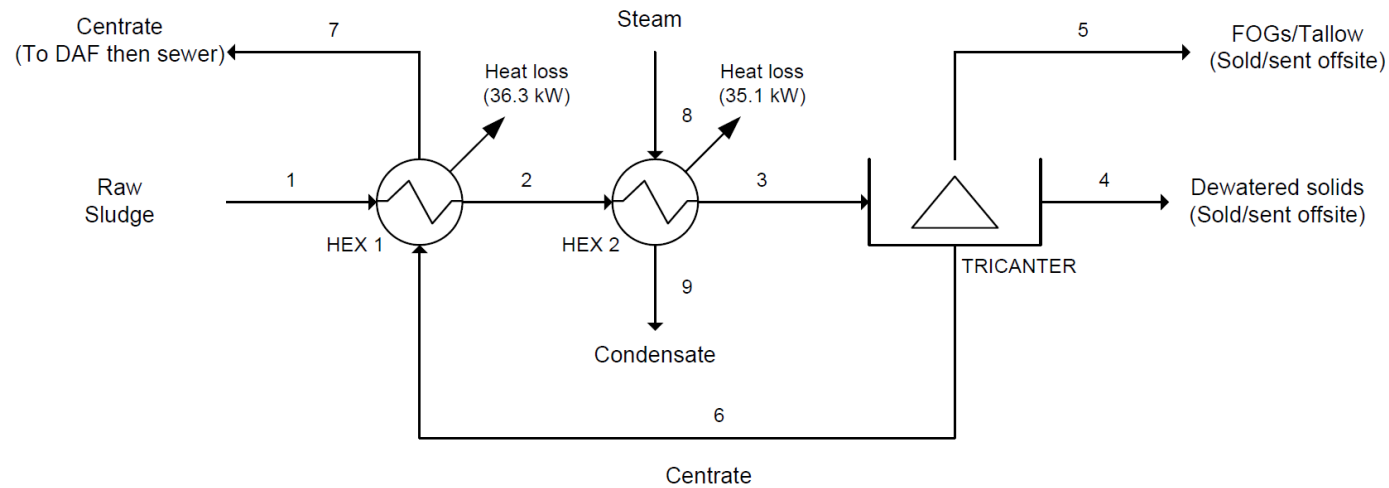 Centrate
(To DAF then sewer)
7
Steam
5
FOGs/Tallow
(Sold/sent offsite)
Heat loss
(36.3 kW)
Heat loss
(35.1 kW)
8
Raw
Sludge
1
2
3
4
Dewatered solids
(Sold/sent offsite)
HEX 1
HEX 2
TRICANTER
9
Condensate
6
Centrate